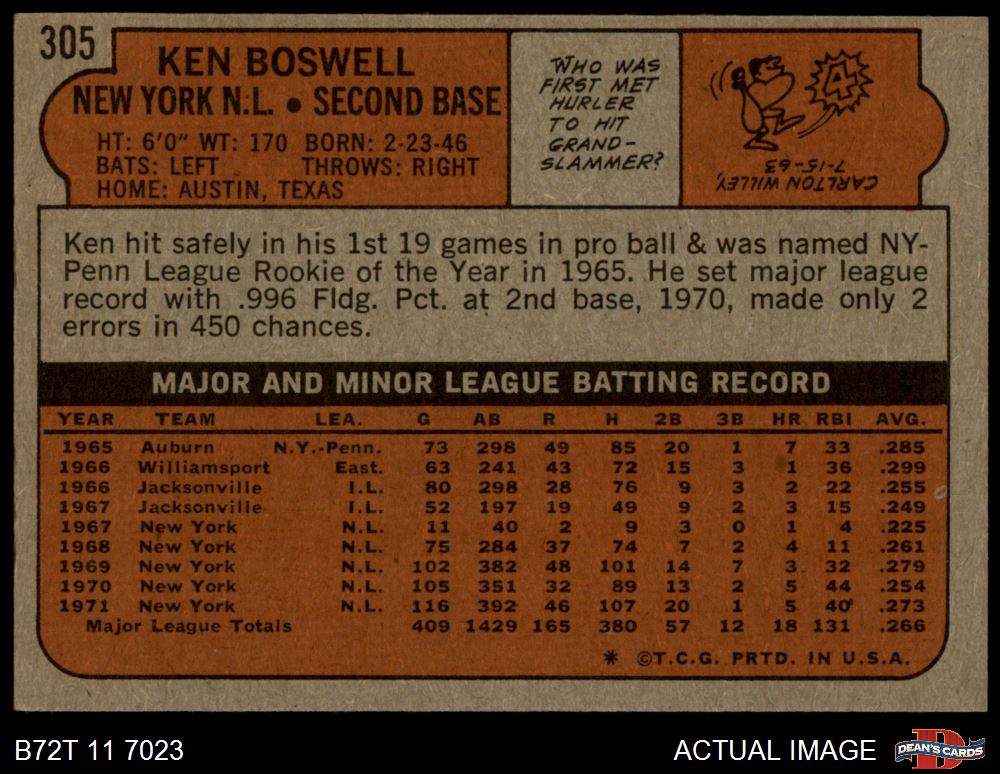 305
KEN BOSWELL
NEW YORK N.L. • SECOND BASE
HT: 6'0" WT: 170 BORN: 2-23-46
BATS: LEFT THROWS: RIGHT
HOME: AUSTIN, TEXAS
WHO WAS
FIRST MET
HURLER
TO HIT
GRAND-
SLAMMER?
4
CARLTON WILLEY,
7-15-63
Ken hit safely in his 1st 19 games in pro ball & was named NY-
Penn League Rookie of the Year in 1965. He set major league
record with .996 Fldg. Pct. at 2nd base, 1970, made only 2
errors in 450 chances.
MAJOR AND MINOR LEAGUE BATTING RECORD
YEAR TEAM LEA. G AB R H 2B 3B HR RBI AVG.
1965 Auburn N.Y.-Penn. 73 298 49 85 20 1 7 33 .285
1966 Williamsport East. 63 241 43 72 15 3 1 36 .299
1966 Jacksonville I.L. 80 298 28 76 9 3 2 22 .255
1967 Jacksonville I.L. 52 197 19 49 9 2 3 15 .249
1967 New York N.L. 11 40 2 9 3 0 1 4 .225
1968 New York N.L. 75 284 37 74 7 2 4 11 .261
1969 New York N.L. 102 382 48 101 14 7 3 32 .279
1970 New York N.L. 105 351 32 89 13 2 5 44 .254
1971 New York N.L. 116 392 46 107 20 1 5 40 .273
Major League Totals 409 1429 165 380 57 12 18 131 .266
* ©T.C.G. PRTD. IN U.S.A.
B72T 11 7023
ACTUAL IMAGE
D
DEAN'S CARDS